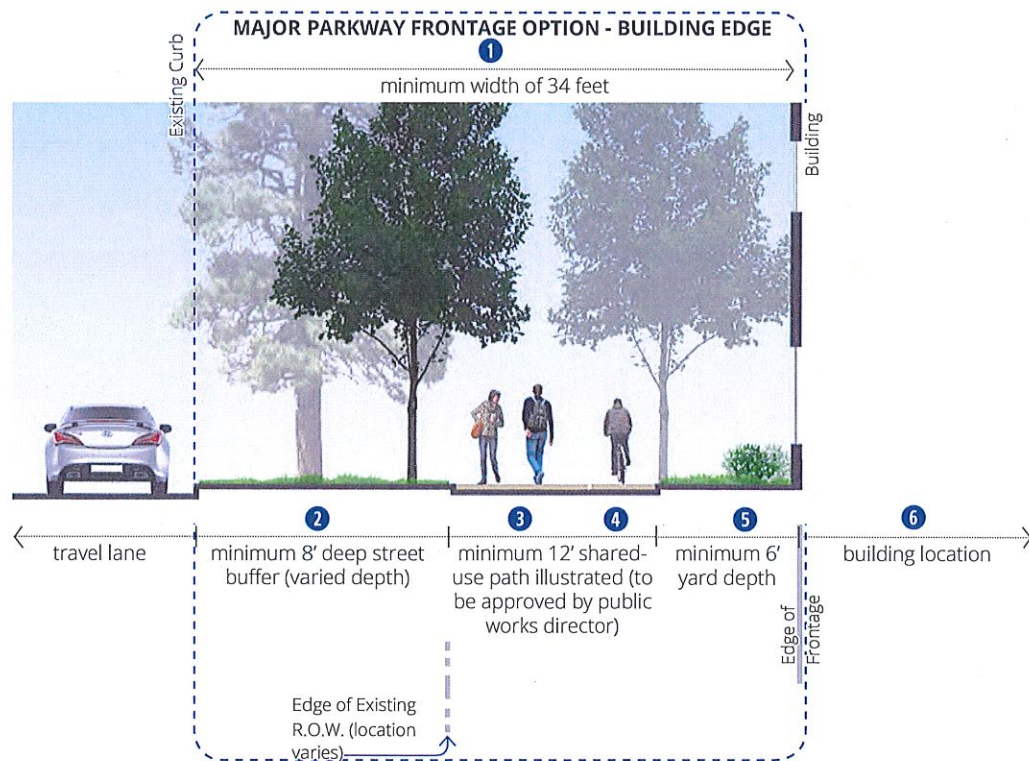 MAJOR PARKWAY FRONTAGE OPTION - BUILDING EDGE
1
minimum width of 34 feet
Existing Curb
Building
2
3
4
5
6
travel lane
minimum 8' deep street
buffer (varied depth)
minimum 12' shared-
use path illustrated (to
be approved by public
works director)
minimum 6'
yard depth
building location
Edge of
Frontage
Edge of Existing
R.O.W. (location
varies)